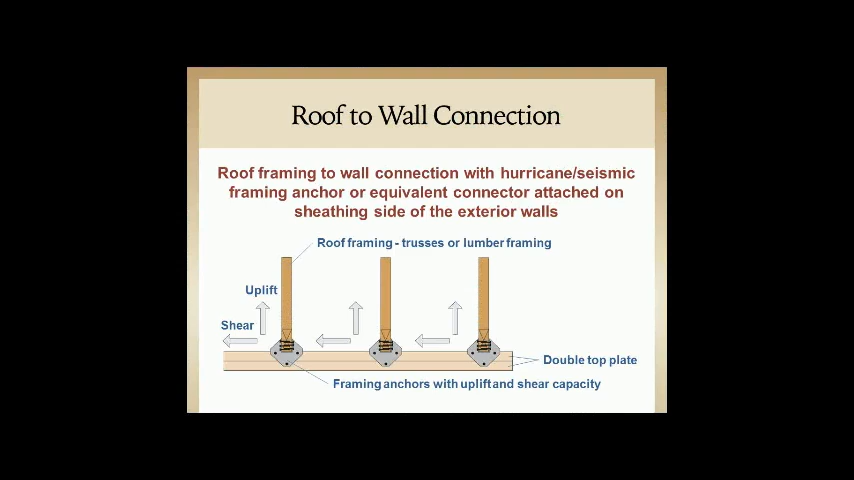 Roof to Wall Connection
Roof framing to wall connection with hurricane/seismic
framing anchor or equivalent connector attached on
sheathing side of the exterior walls
Roof framing - trusses or lumber framing
Uplift
Shear
Double top plate
Framing anchors with uplift and shear capacity